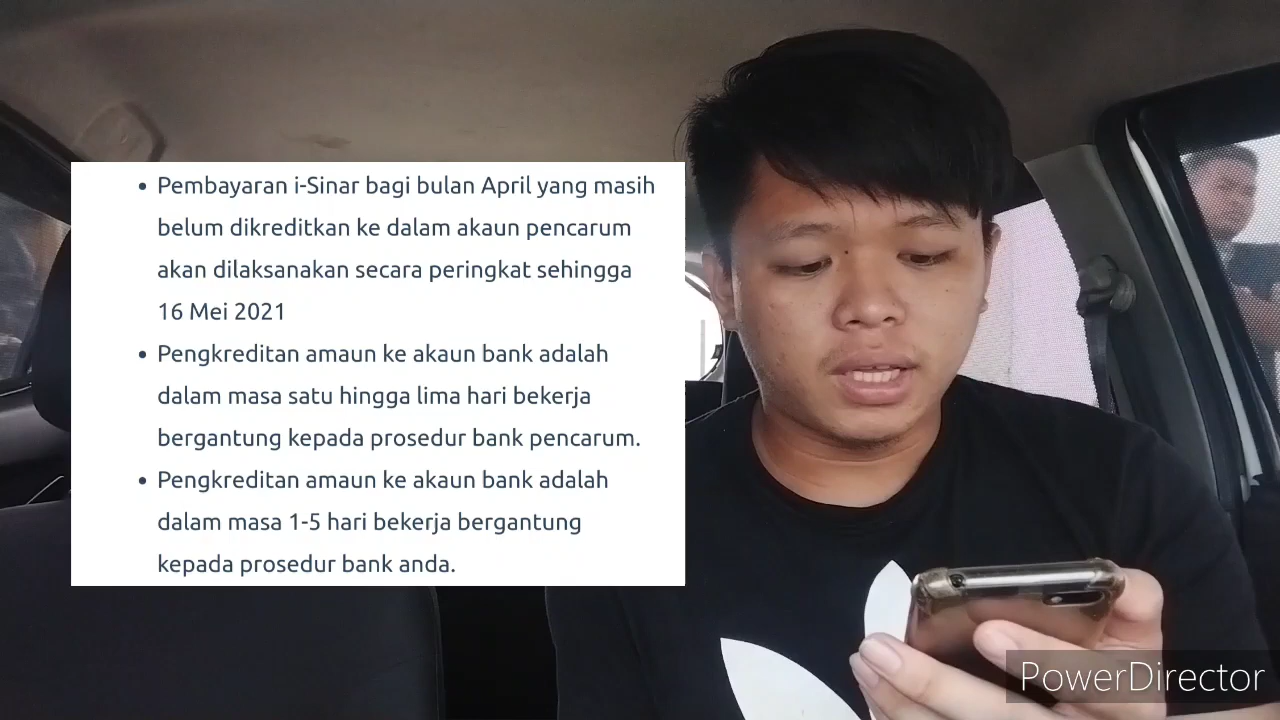 • Pembayaran i-Sinar bagi bulan April yang masih
belum dikreditkan ke dalam akaun pencarum
akan dilaksanakan secara peringkat sehingga
16 Mei 2021
• Pengkreditan amaun ke akaun bank adalah
dalam masa satu hingga lima hari bekerja
bergantung kepada prosedur bank pencarum.
• Pengkreditan amaun ke akaun bank adalah
dalam masa 1-5 hari bekerja bergantung
kepada prosedur bank anda.
PowerDirector